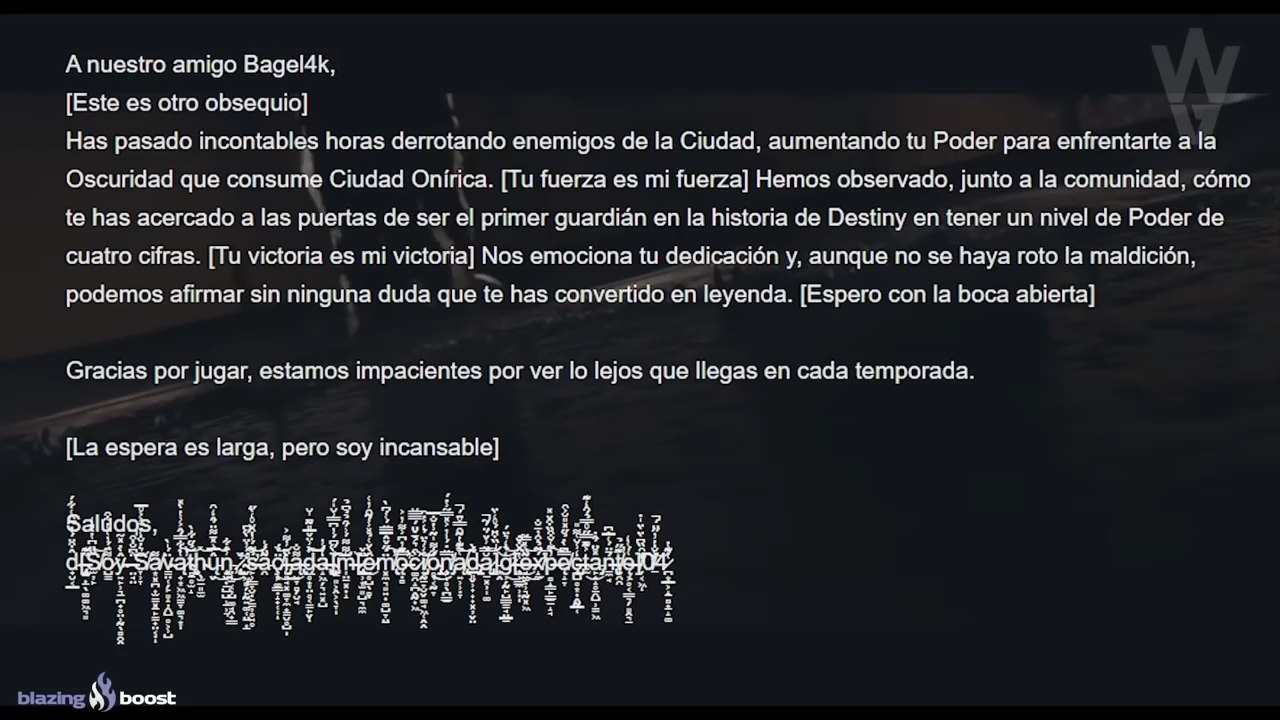 A nuestro amigo Bagel4k,
[Este es otro obsequio]
Has pasado incontables horas derrotando enemigos de la Ciudad, aumentando tu Poder para enfrentarte a la
Oscuridad que consume Ciudad Onírica. [Tu fuerza es mi fuerza] Hemos observado, junto a la comunidad, cómo
te has acercado a las puertas de ser el primer guardián en la historia de Destiny en tener un nivel de Poder de
cuatro cifras. [Tu victoria es mi victoria] Nos emociona tu dedicación y, aunque no se haya roto la maldición,
podemos afirmar sin ninguna duda que te has convertido en leyenda. [Espero con la boca abierta]
Gracias por jugar, estamos impacientes por ver lo lejos que llegas en cada temporada.
[La espera es larga, pero soy incansable]
Saludos,
Soy Savathûn,
blazing boost